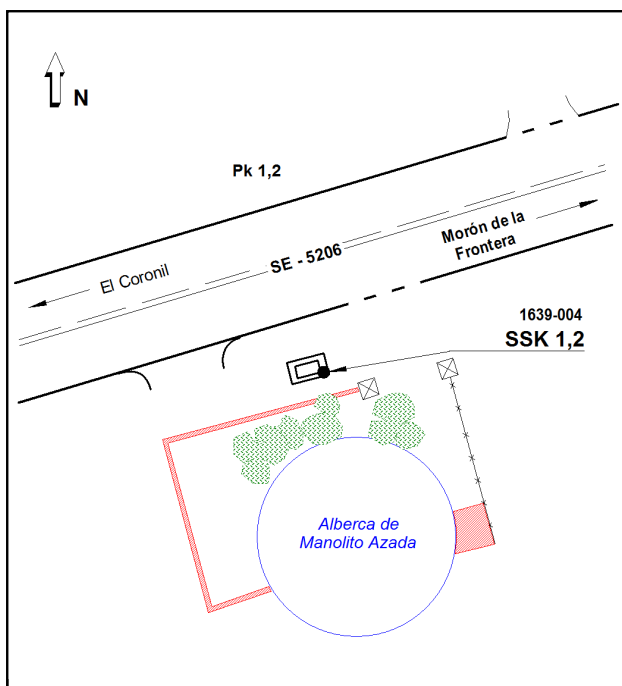 N
Pk 1,2
Morón de la
Frontera
SE - 5206
El Coronil
1639-004
SSK 1,2
Alberca de
Manolito Azada